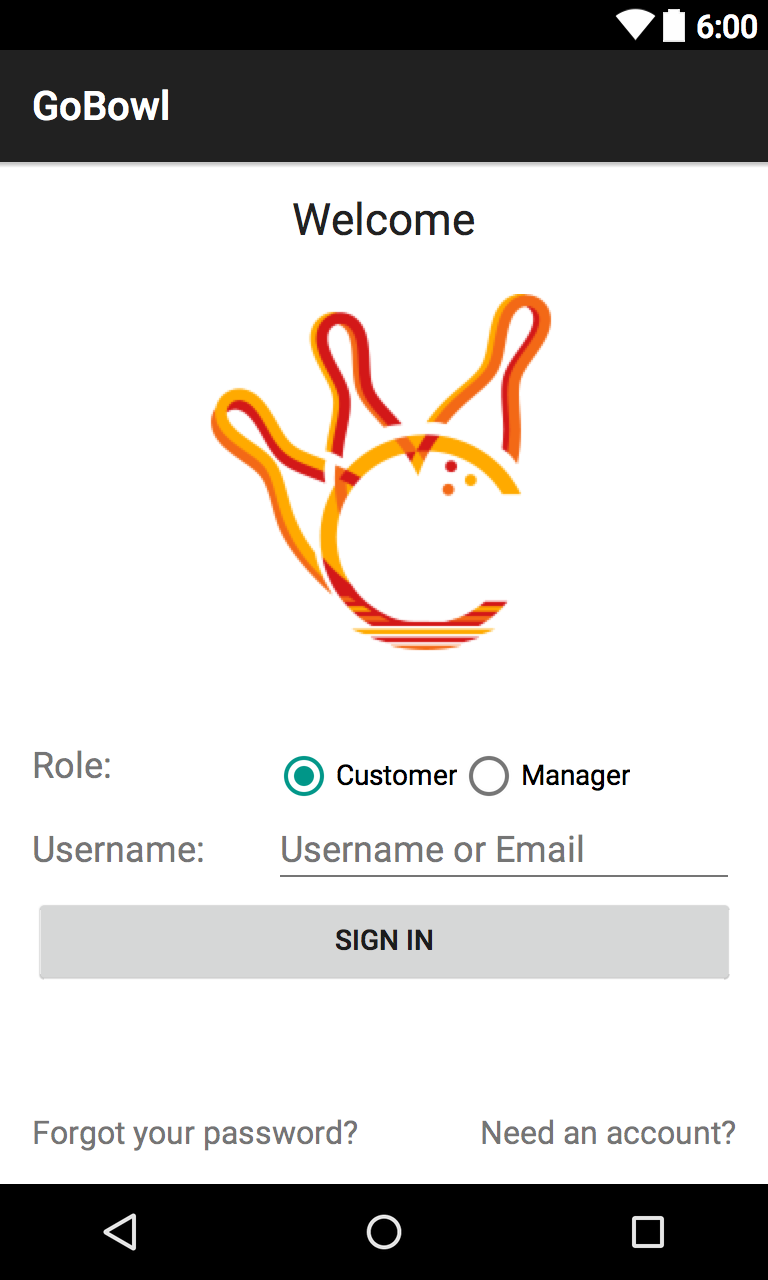 6:00
GoBowl
Welcome
Role:
Customer
Manager
Username:
Username or Email
SIGN IN
Forgot your password?
Need an account?